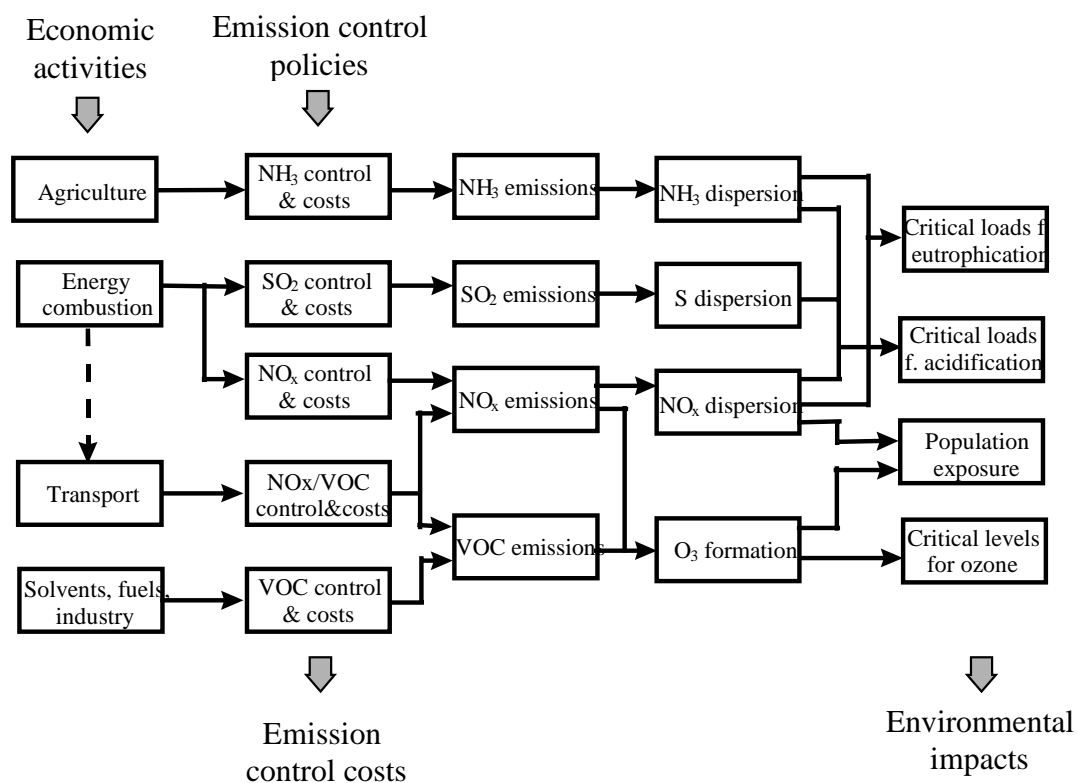 Economic
activities
Emission control
policies
Agriculture
NH₃ control
& costs
NH₃ emissions
NH₃ dispersion
Critical loads f
eutrophication
Energy
combustion
SO₂ control
& costs
SO₂ emissions
S dispersion
Critical loads
f. acidification
NOₓ control
& costs
NOₓ emissions
NOₓ dispersion
Population
exposure
Transport
NOx/VOC
control&costs
VOC emissions
O₃ formation
Critical levels
for ozone
Solvents, fuels,
industry
VOC control
& costs
Emission
control costs
Environmental
impacts